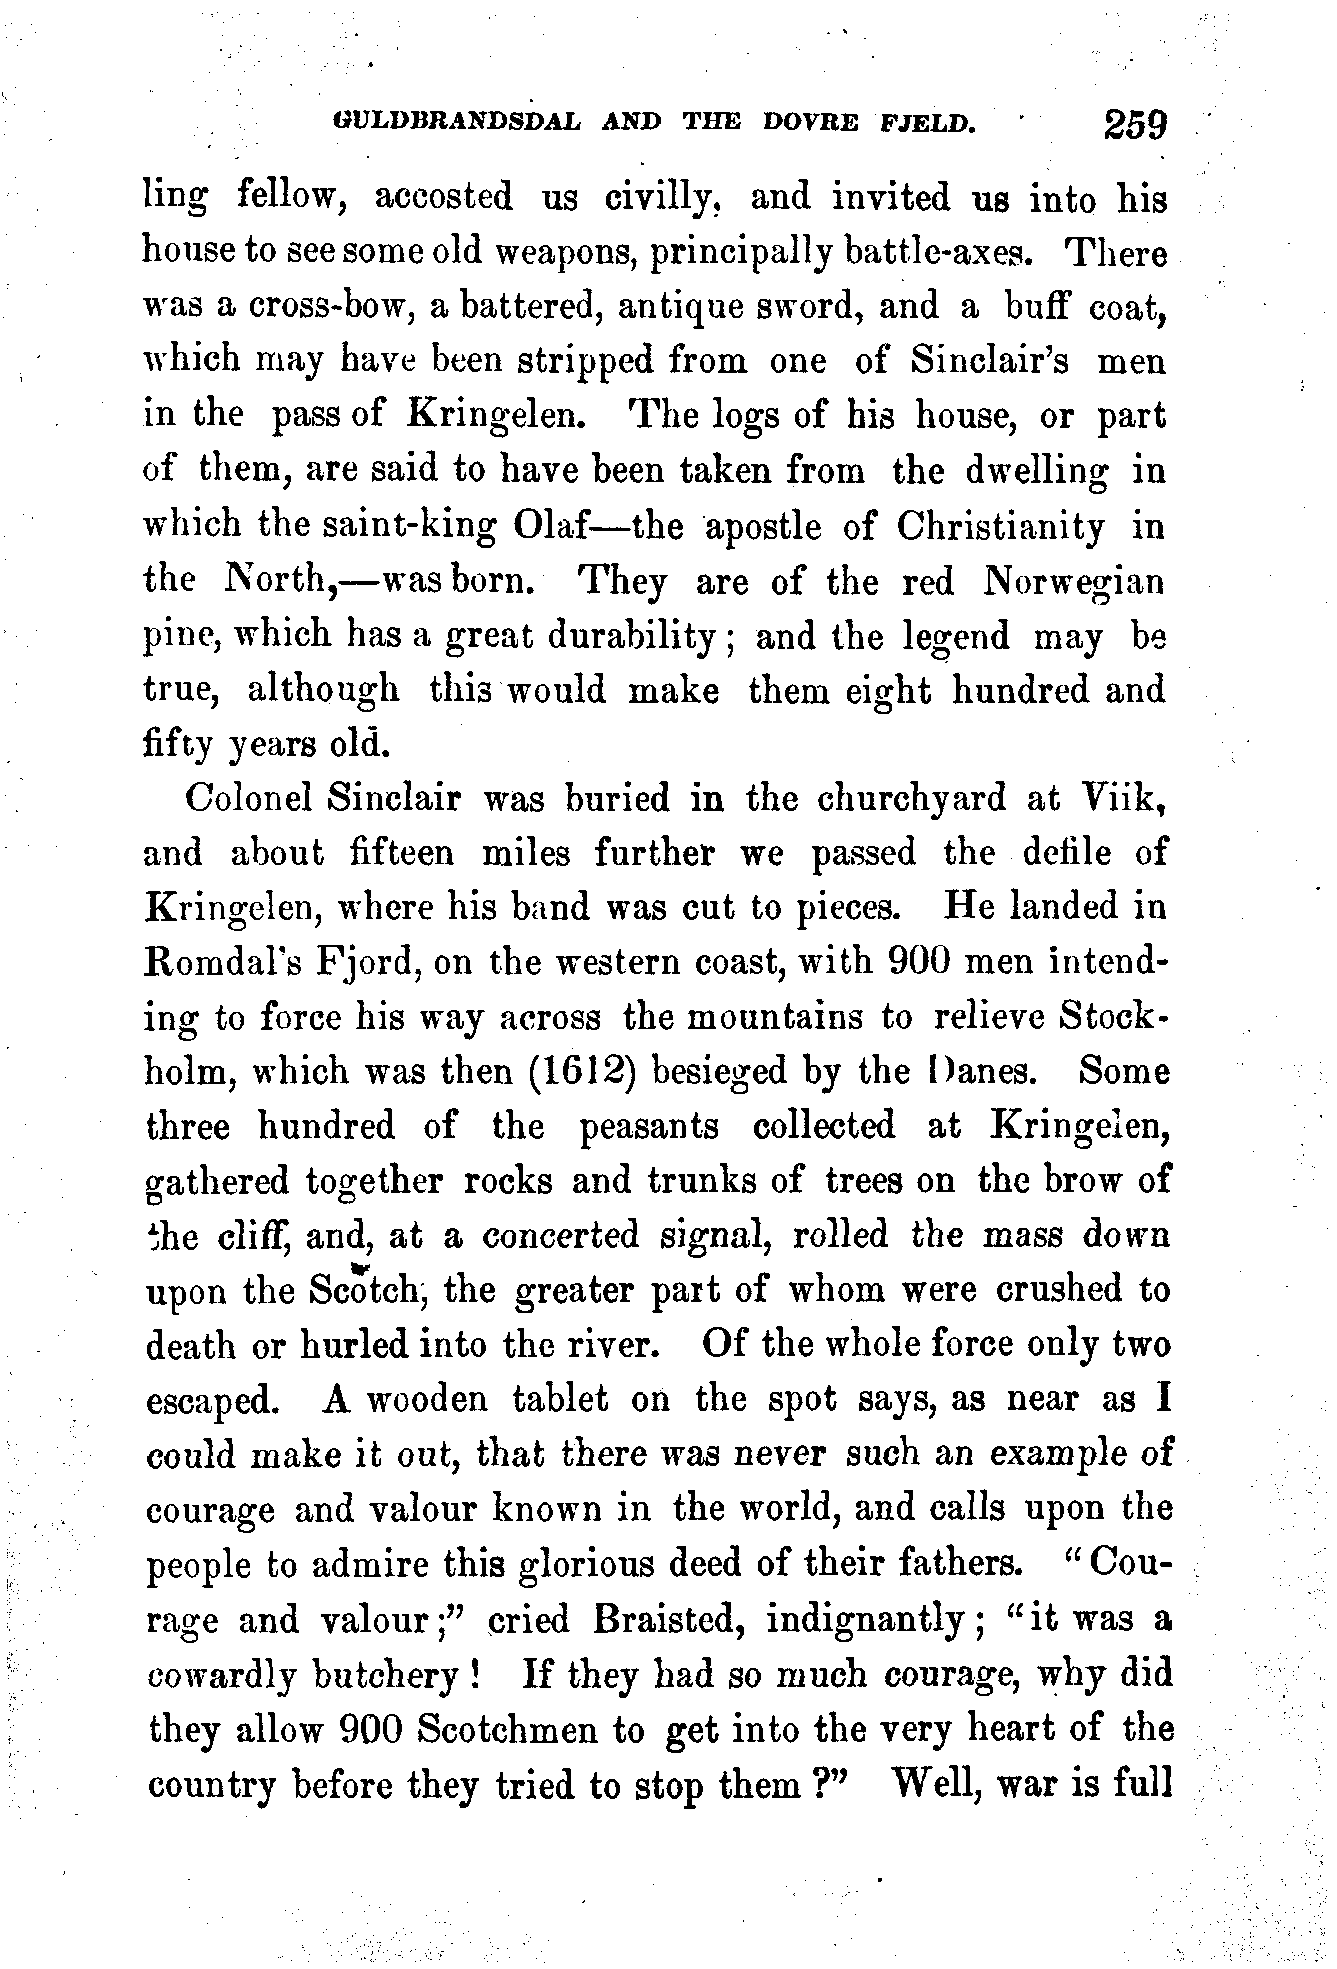 GULDBRANDSDAL AND THE DOVRE FJELD. 259
ling fellow, accosted us civilly, and invited us into his
house to see some old weapons, principally battle-axes. There
was a cross-bow, a battered, antique sword, and a buff coat,
which may have been stripped from one of Sinclair's men
in the pass of Kringelen. The logs of his house, or part
of them, are said to have been taken from the dwelling in
which the saint-king Olaf—the apostle of Christianity in
the North,—was born. They are of the red Norwegian
pine, which has a great durability; and the legend may be
true, although this would make them eight hundred and
fifty years old.
Colonel Sinclair was buried in the churchyard at Viik,
and about fifteen miles further we passed the defile of
Kringelen, where his band was cut to pieces. He landed in
Romdal's Fjord, on the western coast, with 900 men intend-
ing to force his way across the mountains to relieve Stock-
holm, which was then (1612) besieged by the Danes. Some
three hundred of the peasants collected at Kringelen,
gathered together rocks and trunks of trees on the brow of
the cliff, and, at a concerted signal, rolled the mass down
upon the Scotch, the greater part of whom were crushed to
death or hurled into the river. Of the whole force only two
escaped. A wooden tablet on the spot says, as near as I
could make it out, that there was never such an example of
courage and valour known in the world, and calls upon the
people to admire this glorious deed of their fathers. "Cou-
rage and valour;" cried Braisted, indignantly; "it was a
cowardly butchery! If they had so much courage, why did
they allow 900 Scotchmen to get into the very heart of the
country before they tried to stop them?" Well, war is full